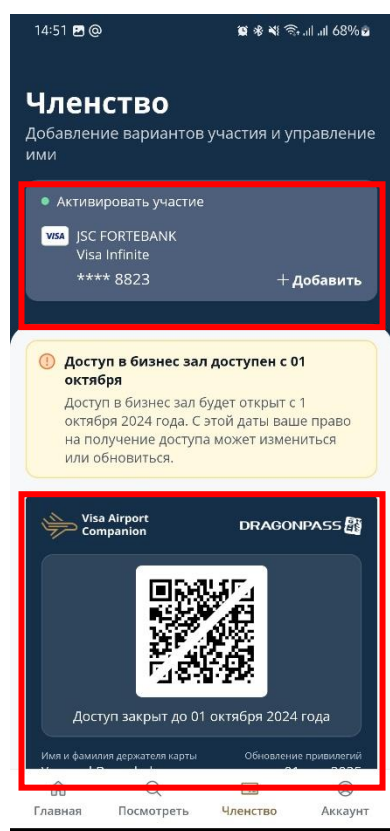 14:51 68%
Членство
Добавление вариантов участия и управление
ими
Активировать участие
VISA JSC FORTEBANK
Visa Infinite
**** 8823 + Добавить
Доступ в бизнес зал доступен с 01
октября
Доступ в бизнес зал будет открыт с 1
октября 2024 года. С этой даты ваше право
на получение доступа может измениться
или обновиться.
Visa Airport
Companion
DRAGONPASS
Доступ закрыт до 01 октября 2024 года
Имя и фамилия держателя карты Обновление привилегий
Главная Посмотреть Членство Аккаунт